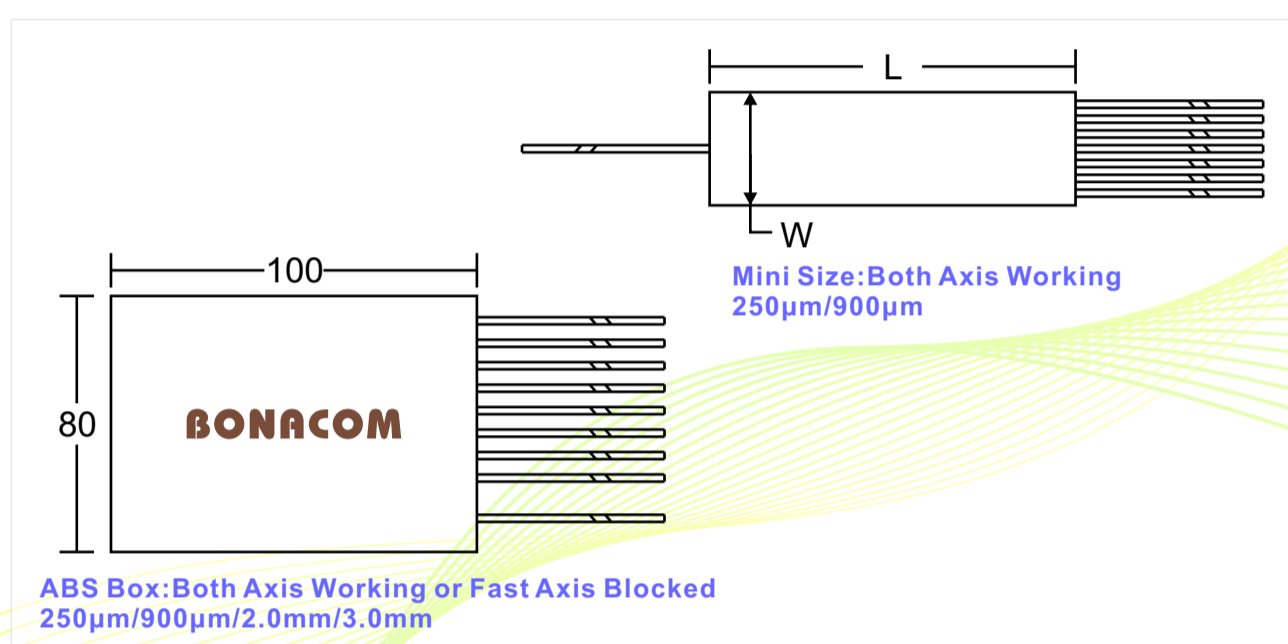 L
W
Mini Size:Both Axis Working
250μm/900μm
100
80
BONACOM
ABS Box:Both Axis Working or Fast Axis Blocked
250μm/900μm/2.0mm/3.0mm